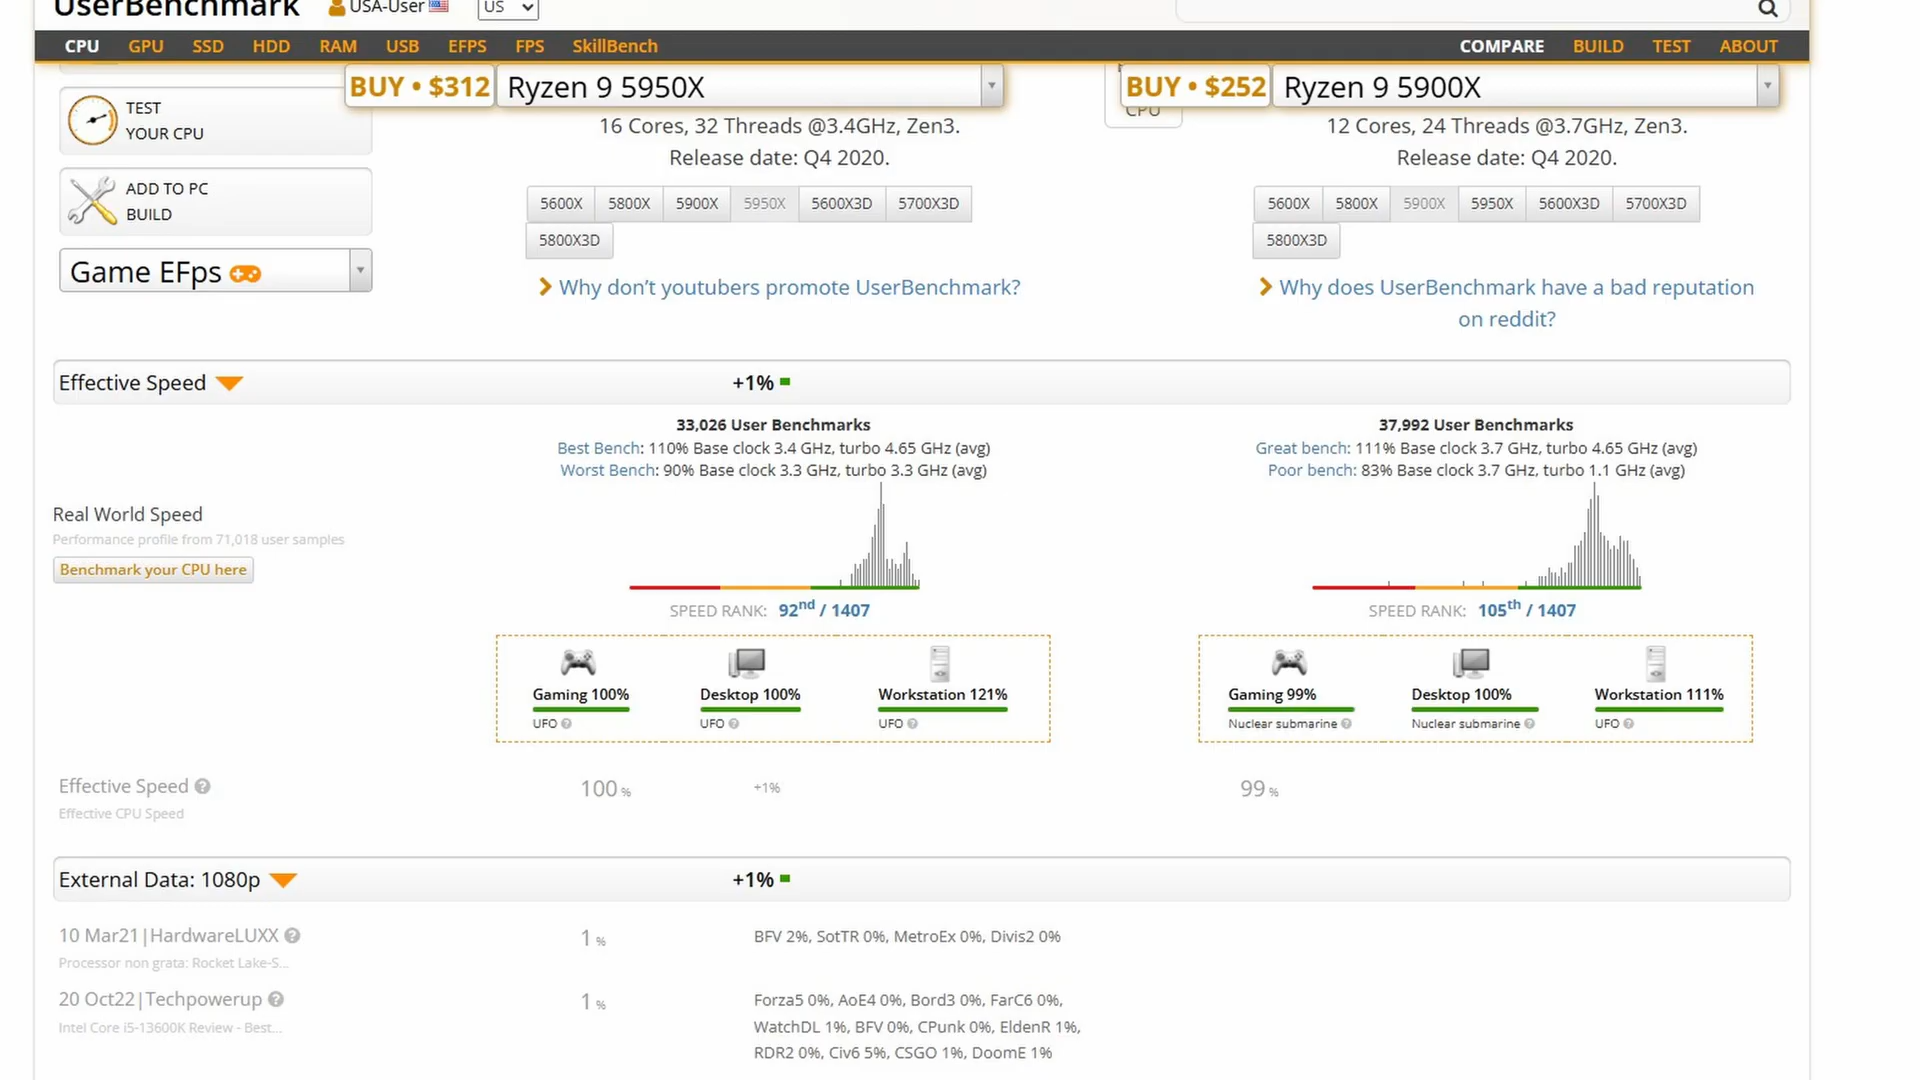 UserBenchmark USA-User US
CPU GPU SSD HDD RAM USB EFPS FPS SkillBench COMPARE BUILD TEST ABOUT
BUY • $312 Ryzen 9 5950X BUY • $252 Ryzen 9 5900X
CPU
TEST
YOUR CPU
16 Cores, 32 Threads @3.4GHz, Zen3. 12 Cores, 24 Threads @3.7GHz, Zen3.
Release date: Q4 2020. Release date: Q4 2020.
ADD TO PC
BUILD
5600X 5800X 5900X 5950X 5600X3D 5700X3D 5600X 5800X 5900X 5950X 5600X3D 5700X3D
5800X3D 5800X3D
Game EFps
Why don’t youtubers promote UserBenchmark? Why does UserBenchmark have a bad reputation
on reddit?
Effective Speed +1%
33,026 User Benchmarks 37,992 User Benchmarks
Best Bench: 110% Base clock 3.4 GHz, turbo 4.65 GHz (avg) Great bench: 111% Base clock 3.7 GHz, turbo 4.65 GHz (avg)
Worst Bench: 90% Base clock 3.3 GHz, turbo 3.3 GHz (avg) Poor bench: 83% Base clock 3.7 GHz, turbo 1.1 GHz (avg)
Real World Speed
Performance profile from 71,018 user samples
Benchmark your CPU here
SPEED RANK: 92nd / 1407 SPEED RANK: 105th / 1407
Gaming 100% Desktop 100% Workstation 121% Gaming 99% Desktop 100% Workstation 111%
UFO ? UFO ? UFO ? Nuclear submarine ? Nuclear submarine ? UFO ?
Effective Speed ? 100 % +1% 99 %
Effective CPU Speed
External Data: 1080p +1%
10 Mar21|HardwareLUXX ? 1 % BFV 2%, SotTR 0%, MetroEx 0%, Divis2 0%
Processor non grata: Rocket Lake-S...
20 Oct22|Techpowerup ? 1 % Forza5 0%, AoE4 0%, Bord3 0%, FarC6 0%,
Intel Core i5-13600K Review - Best... WatchDL 1%, BFV 0%, CPunk 0%, EldenR 1%,
RDR2 0%, Civ6 5%, CSGO 1%, DoomE 1%